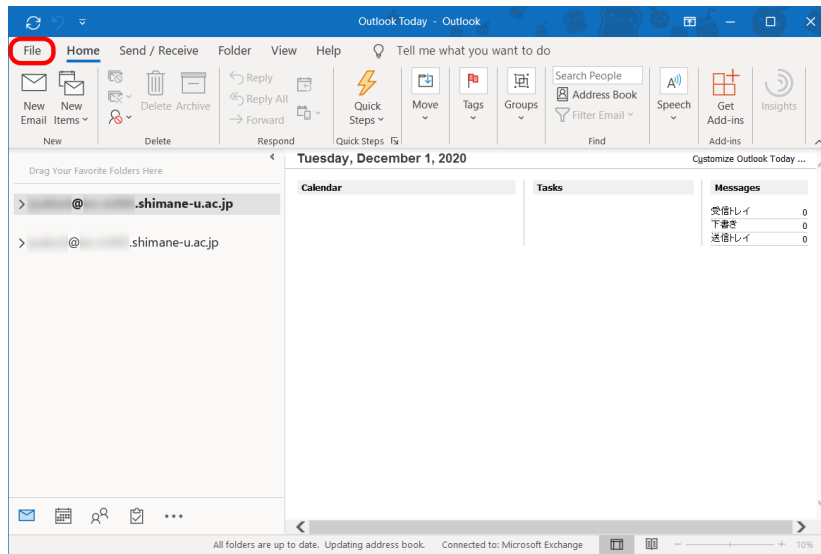 Outlook Today - Outlook
File Home Send / Receive Folder View Help Tell me what you want to do
New Email
New Items
New
Delete Archive
Delete
Reply
Reply All
Forward
Respond
Quick Steps
Quick Steps
Move
Tags
Groups
Search People
Address Book
Filter Email
Find
Speech
Get Add-ins
Add-ins
Insights
Drag Your Favorite Folders Here
@ .shimane-u.ac.jp
@ .shimane-u.ac.jp
Tuesday, December 1, 2020
Customize Outlook Today ...
Calendar
Tasks
Messages
受信トレイ 0
下書き 0
送信トレイ 0
All folders are up to date. Updating address book. Connected to: Microsoft Exchange 10%